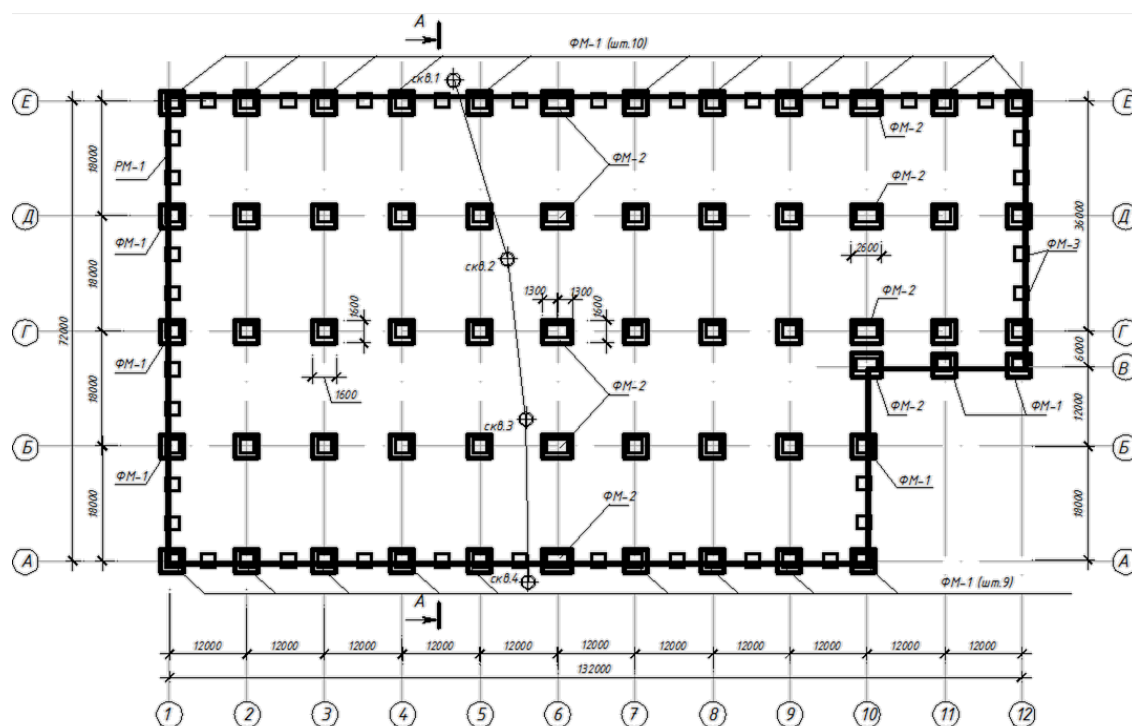 А
ФМ-1 (шт.10)
скв.1
Е
Е
ФМ-2
РМ-1
18000
ФМ-2
ФМ-2
36000
Д
Д
ФМ-1
ФМ-3
2600
скв.2
18000
1300
1300
1600
1600
ФМ-2
72000
Г
Г
6000
ФМ-1
В
1600
ФМ-2
ФМ-2
ФМ-1
18000
12000
скв.3
Б
Б
ФМ-1
ФМ-1
ФМ-2
18000
18000
А
А
скв.4
ФМ-1 (шт.9)
А
12000 12000 12000 12000 12000 12000 12000 12000 12000 12000 12000
132000
1 2 3 4 5 6 7 8 9 10 11 12